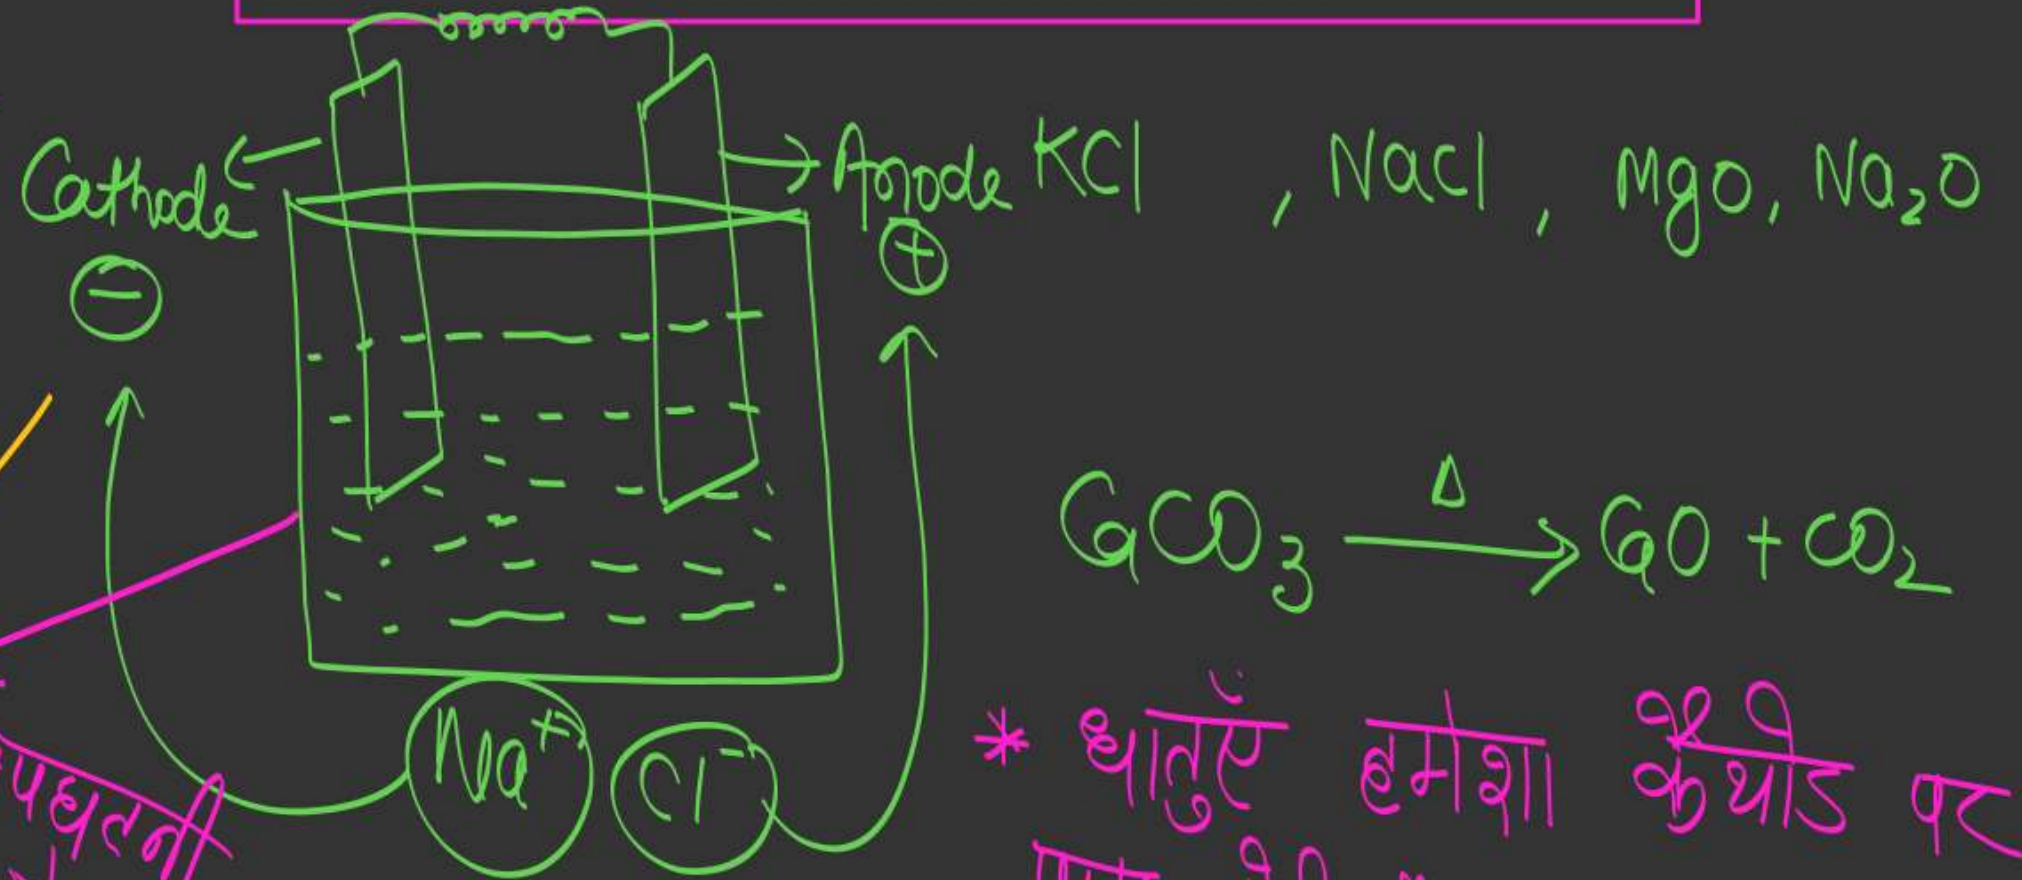 Cathode ← → Anode KCl , NaCl , MgO, Na₂O
⊖ ⊕
CaCO₃ —Δ→ CaO + CO₂
Na⁺ Cl⁻
* धातुएं हमेशा कैथोड पर